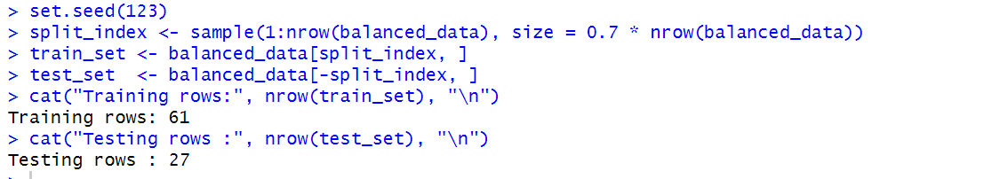 > set.seed(123)
> split_index <- sample(1:nrow(balanced_data), size = 0.7 * nrow(balanced_data))
> train_set <- balanced_data[split_index, ]
> test_set  <- balanced_data[-split_index, ]
> cat("Training rows:", nrow(train_set), "\n")
Training rows: 61
> cat("Testing rows :", nrow(test_set), "\n")
Testing rows : 27
>